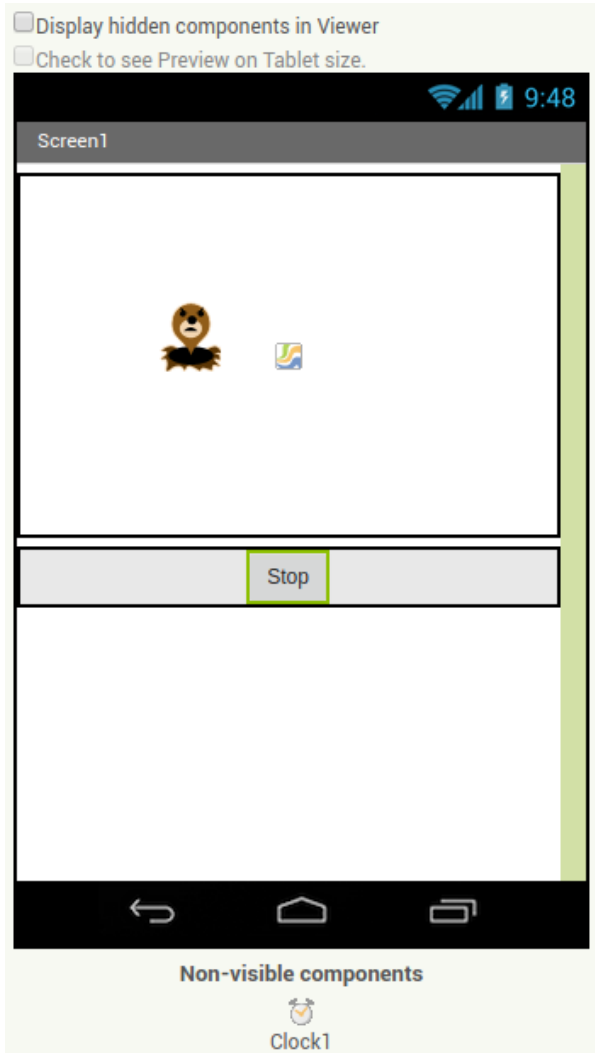 Display hidden components in Viewer
Check to see Preview on Tablet size.
9:48
Screen1
Stop
Non-visible components
Clock1